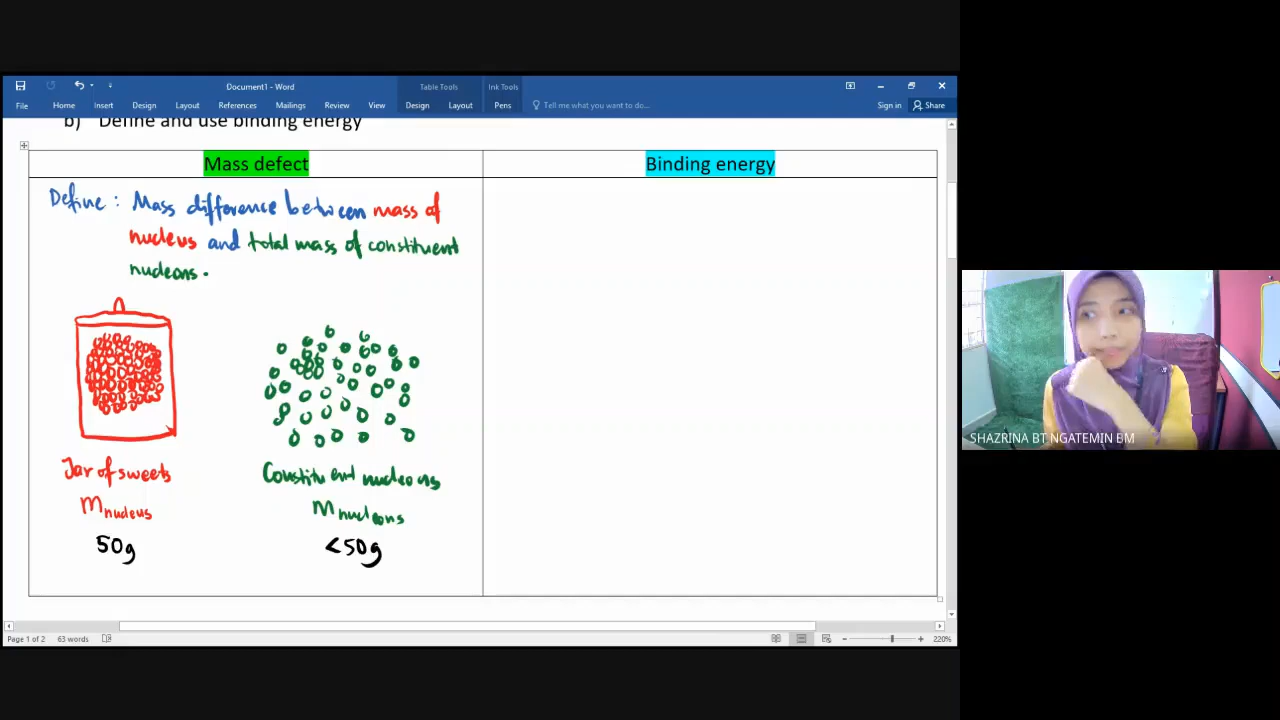 Document1 - Word
Table Tools
Ink Tools
File
Home
Insert
Design
Layout
References
Mailings
Review
View
Design
Layout
Pens
Tell me what you want to do...
Sign in
Share
b) Define and use binding energy
Mass defect
Binding energy
Define : Mass difference between mass of
nucleus and total mass of constituent
nucleons.
Jar of sweets
Mnucleus
50g
Constituent nucleons
Mnucleons
<50g
SHAZRINA BT NGATEMIN BM
Page 1 of 2
63 words
220%